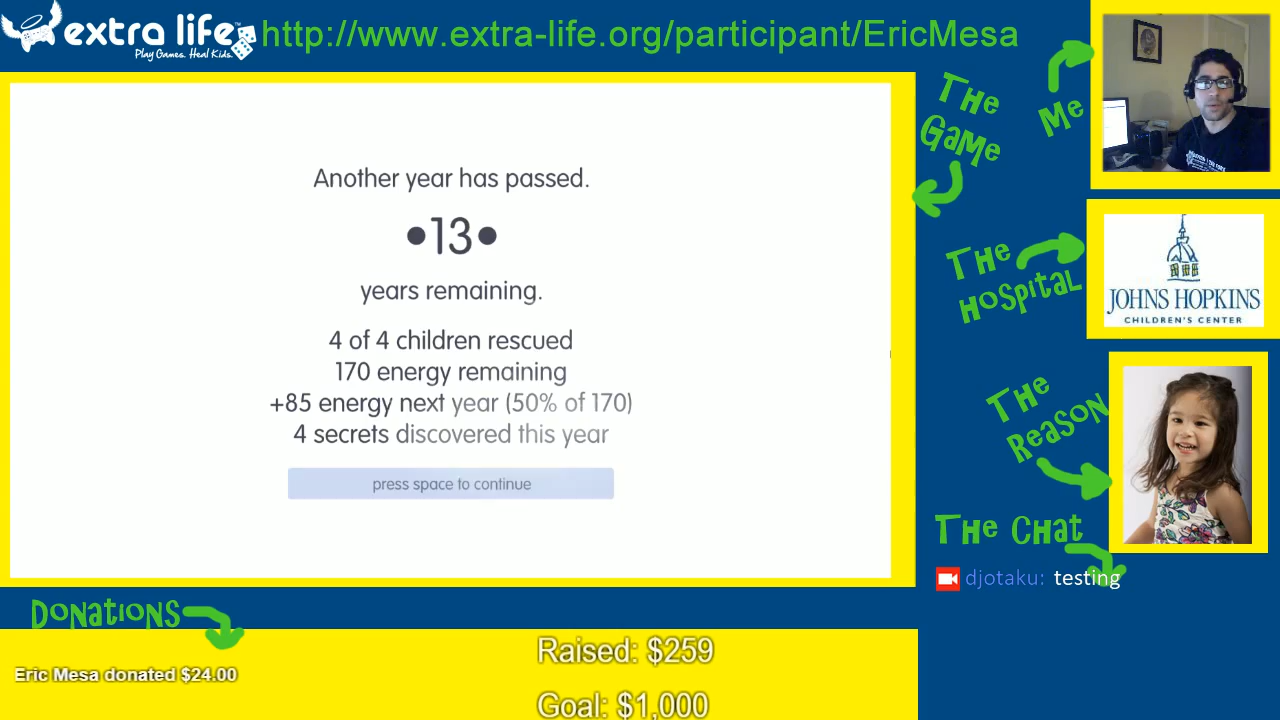 extra life
Play Games. Heal Kids.
http://www.extra-life.org/participant/EricMesa
The Game
Me
Another year has passed.
•13•
years remaining.
4 of 4 children rescued
170 energy remaining
+85 energy next year (50% of 170)
4 secrets discovered this year
press space to continue
The Hospital
JOHNS HOPKINS
CHILDREN'S CENTER
The Reason
The Chat
djotaku: testing
Donations
Eric Mesa donated $24.00
Raised: $259
Goal: $1,000